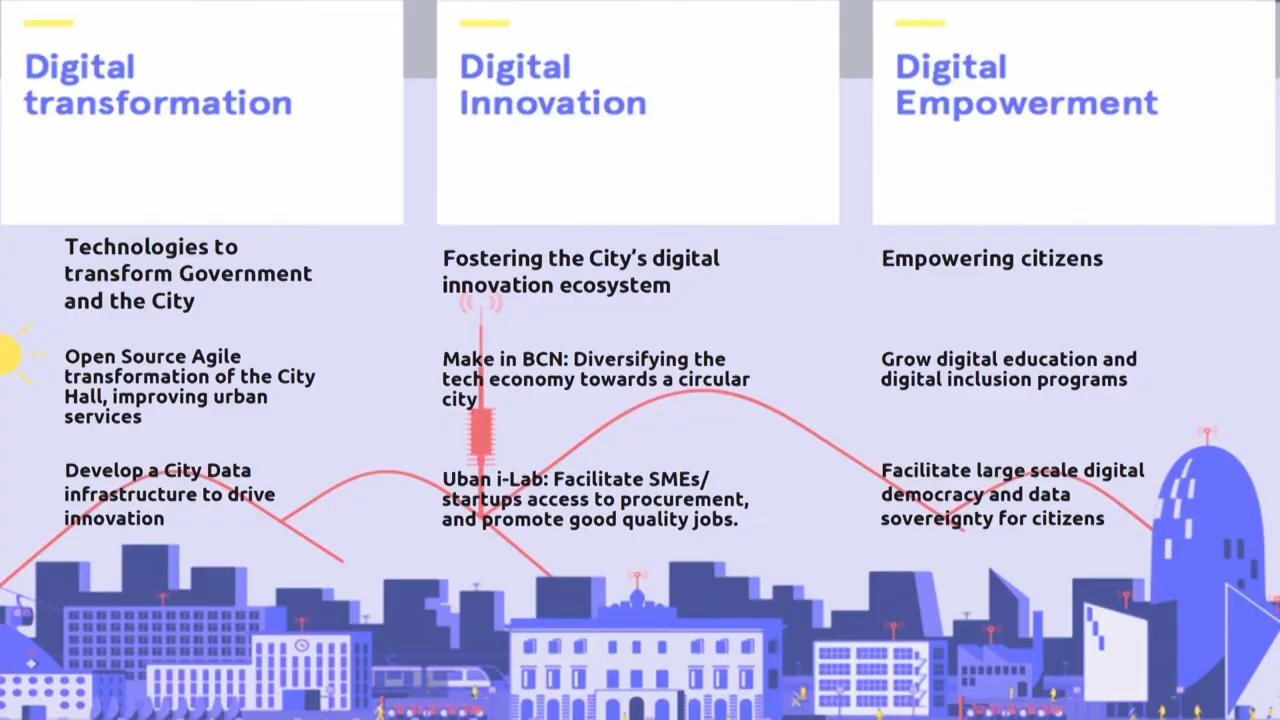 Digital
transformation
Technologies to
transform Government
and the City
Open Source Agile
transformation of the City
Hall, improving urban
services
Develop a City Data
infrastructure to drive
innovation
Digital
Innovation
Fostering the City’s digital
innovation ecosystem
Make in BCN: Diversifying the
tech economy towards a circular
city
Uban i-Lab: Facilitate SMEs/
startups access to procurement,
and promote good quality jobs.
Digital
Empowerment
Empowering citizens
Grow digital education and
digital inclusion programs
Facilitate large scale digital
democracy and data
sovereignty for citizens